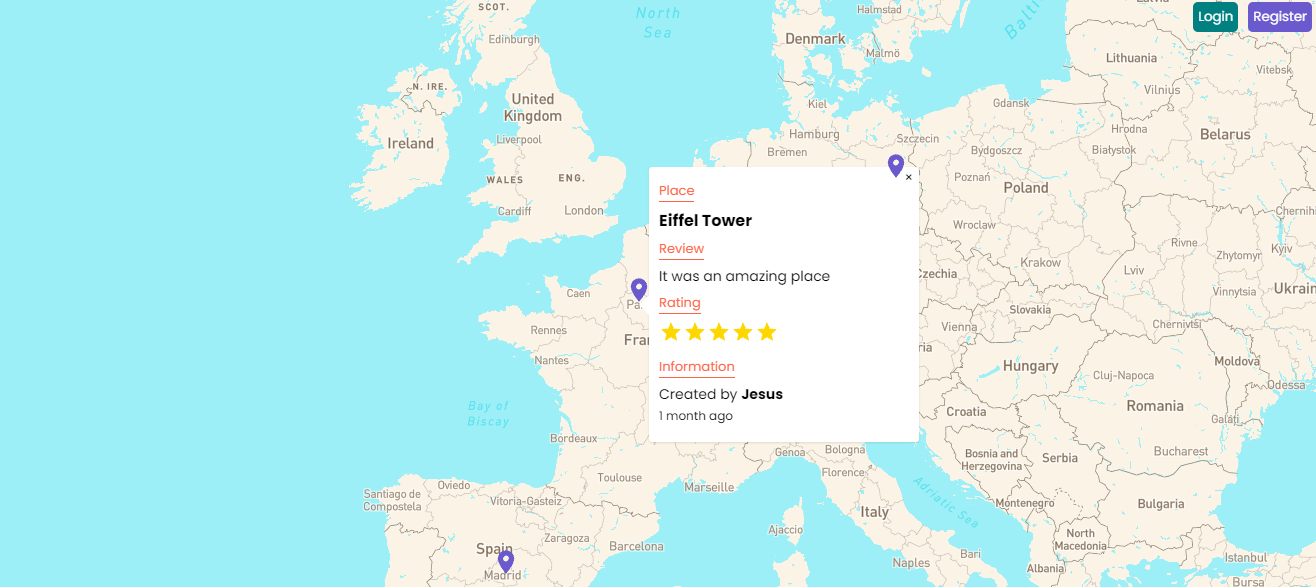 SCOT.
North
Sea
Halmstad
Login
Register
Edinburgh
Denmark
Malmö
Lithuania
Vitebsk
N. IRE.
Vilnius
United
Kingdom
Kiel
Gdansk
Ireland
Liverpool
Hamburg
Szczecin
Hrodna
Belarus
Bremen
Bydgoszcz
Białystok
WALES
ENG.
Poznań
Poland
Cardiff
London
Wroclaw
Rivne
Kyiv
Zhytomyr
Krakow
Lviv
Czechia
Caen
Vinnytsia
Rennes
Slovakia
Vienna
Chernivtsi
Nantes
Hungary
Moldova
Cluj-Napoca
Odessa
Bay of
Biscay
Croatia
Romania
Galați
Bordeaux
Genoa
Bologna
Bosnia and
Herzegovina
Serbia
Bucharest
Toulouse
Marseille
Florence
Oviedo
Santiago de
Compostela
Vitoria-Gasteiz
Adriatic Sea
Montenegro
Bulgaria
Italy
Ajaccio
Zaragoza
Barcelona
North
Macedonia
Spain
Madrid
Bari
Naples
Albania
Istanbul
Bursa
×
Place
Eiffel Tower
Review
It was an amazing place
Rating
Information
Created by Jesus
1 month ago